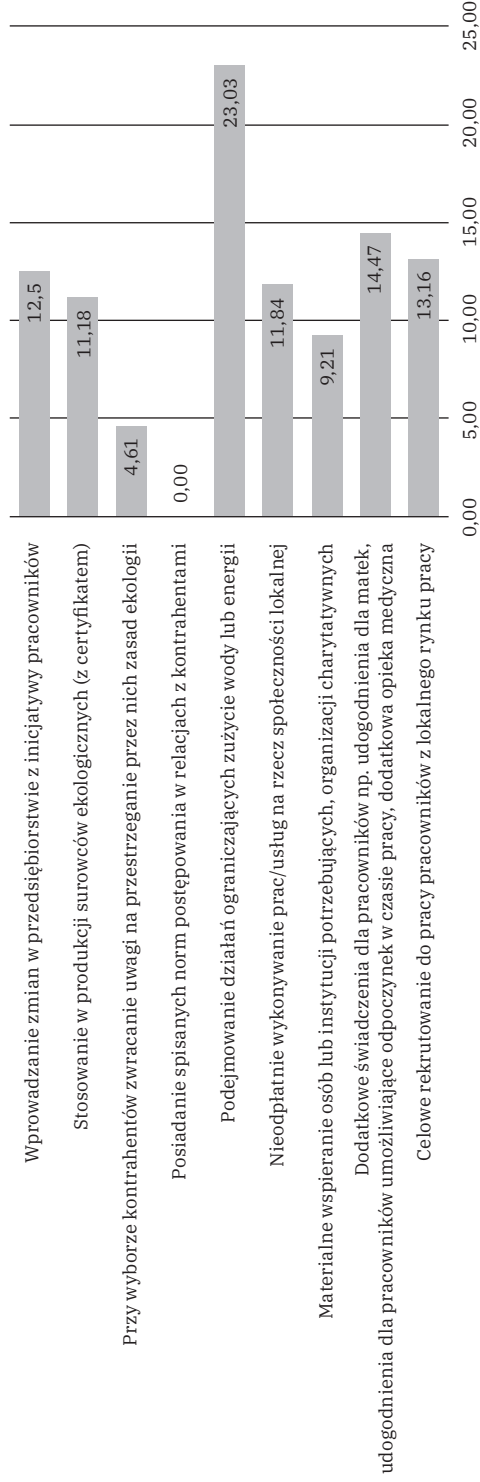 Wprowadzanie zmian w przedsiębiorstwie z inicjatywy pracowników
12,5
Stosowanie w produkcji surowców ekologicznych (z certyfikatem)
11,18
Przy wyborze kontrahentów zwracanie uwagi na przestrzeganie przez nich zasad ekologii
4,61
Posiadanie spisanych norm postępowania w relacjach z kontrahentami
0,00
Podejmowanie działań ograniczających zużycie wody lub energii
23,03
Nieodpłatnie wykonywanie prac/usług na rzecz społeczności lokalnej
11,84
Materialne wspieranie osób lub instytucji potrzebujących, organizacji charytatywnych
9,21
Dodatkowe świadczenia dla pracowników np. udogodnienia dla matek,
udogodnienia dla pracowników umożliwiające odpoczynek w czasie pracy, dodatkowa opieka medyczna
14,47
Celowe rekrutowanie do pracy pracowników z lokalnego rynku pracy
13,16
0,00 5,00 10,00 15,00 20,00 25,00